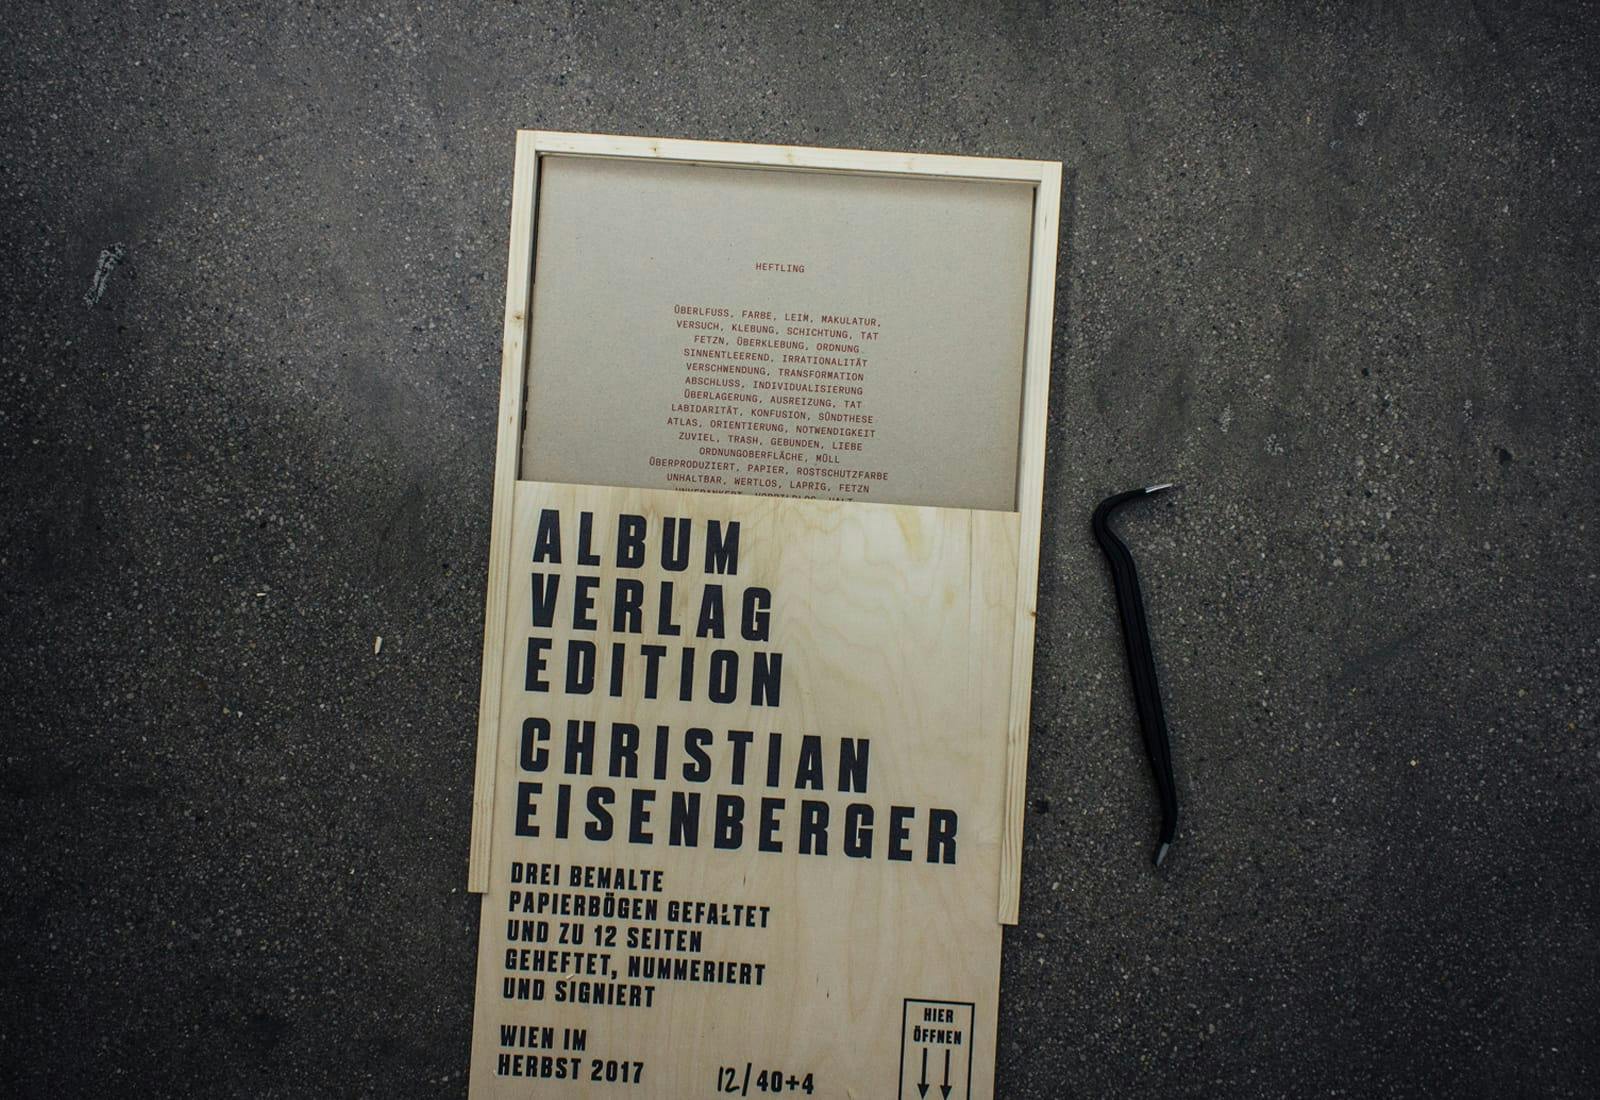 HEFTLING
ÜBERLFUSS, FARBE, LEIM, MAKULATUR,
VERSUCH, KLEBUNG, SCHICHTUNG, TAT
FETZN, ÜBERKLEBUNG, ORDNUNG
SINNENTLEEREND, IRRATIONALITÄT
VERSCHWENDUNG, TRANSFORMATION
ABSCHLUSS, INDIVIDUALISIERUNG
ÜBERLAGERUNG, AUSREIZUNG, TAT
LABIDARITÄT, KONFUSION, SÜNDTHESE
ATLAS, ORIENTIERUNG, NOTWENDIGKEIT
ZUVIEL, TRASH, GEBUNDEN, LIEBE
ORDNUNGOBERFLÄCHE, MÜLL
ÜBERPRODUZIERT, PAPIER, ROSTSCHUTZFARBE
UNHALTBAR, WERTLOS, LAPRIG, FETZN
ALBUM
VERLAG
EDITION
CHRISTIAN
EISENBERGER
DREI BEMALTE
PAPIERBÖGEN GEFALTET
UND ZU 12 SEITEN
GEHEFTET, NUMMERIERT
UND SIGNIERT
WIEN IM
HERBST 2017
12/40+4
HIER
ÖFFNEN